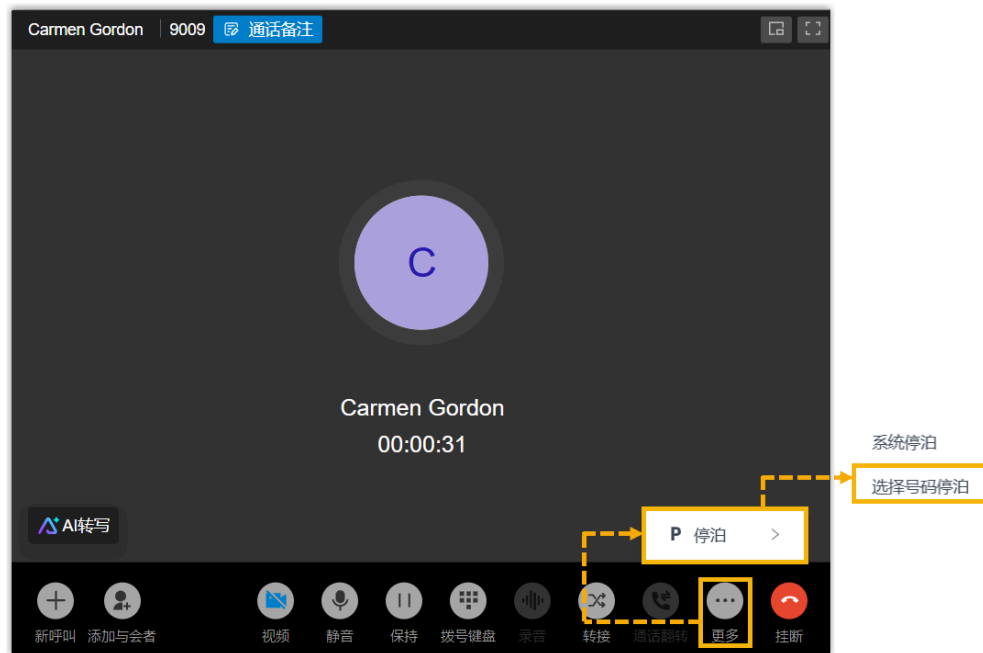 Carmen Gordon 9009 通话备注
C
Carmen Gordon
00:00:31
系统停泊
选择号码停泊
AI转写
P 停泊
新呼叫 添加与会者 视频 静音 保持 拨号键盘 录音 转接 通话翻转 更多 挂断